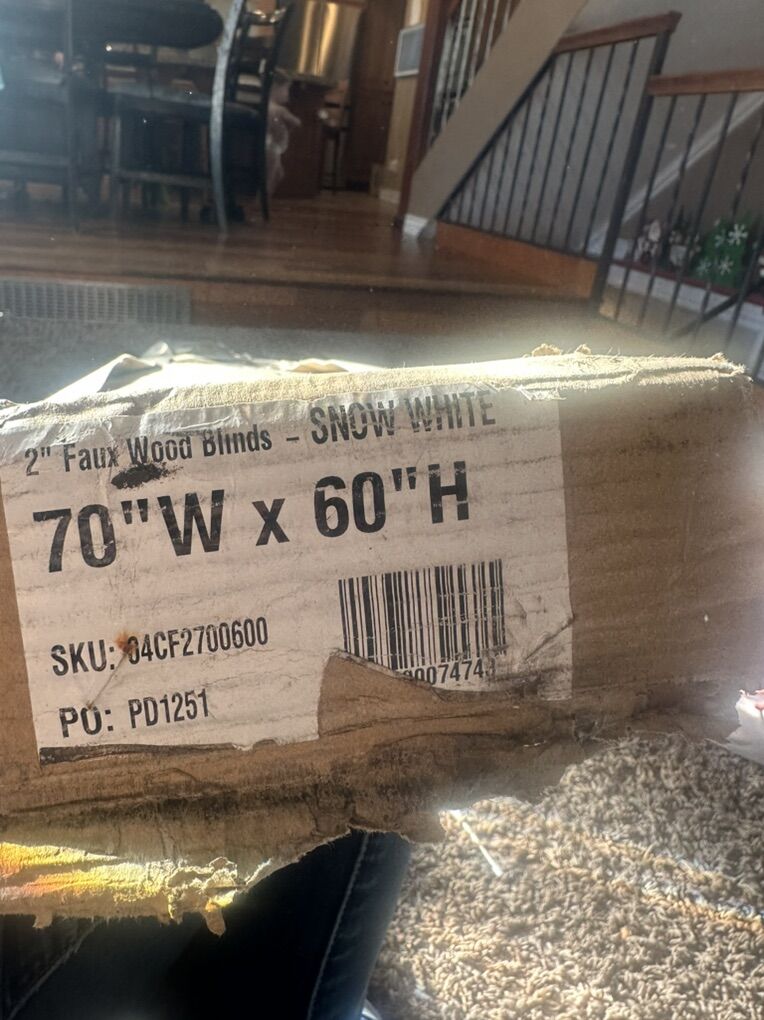 2" Faux Wood Blinds - SNOW WHITE
70"W x 60"H
SKU: 04CF2700600
PO: PD1251